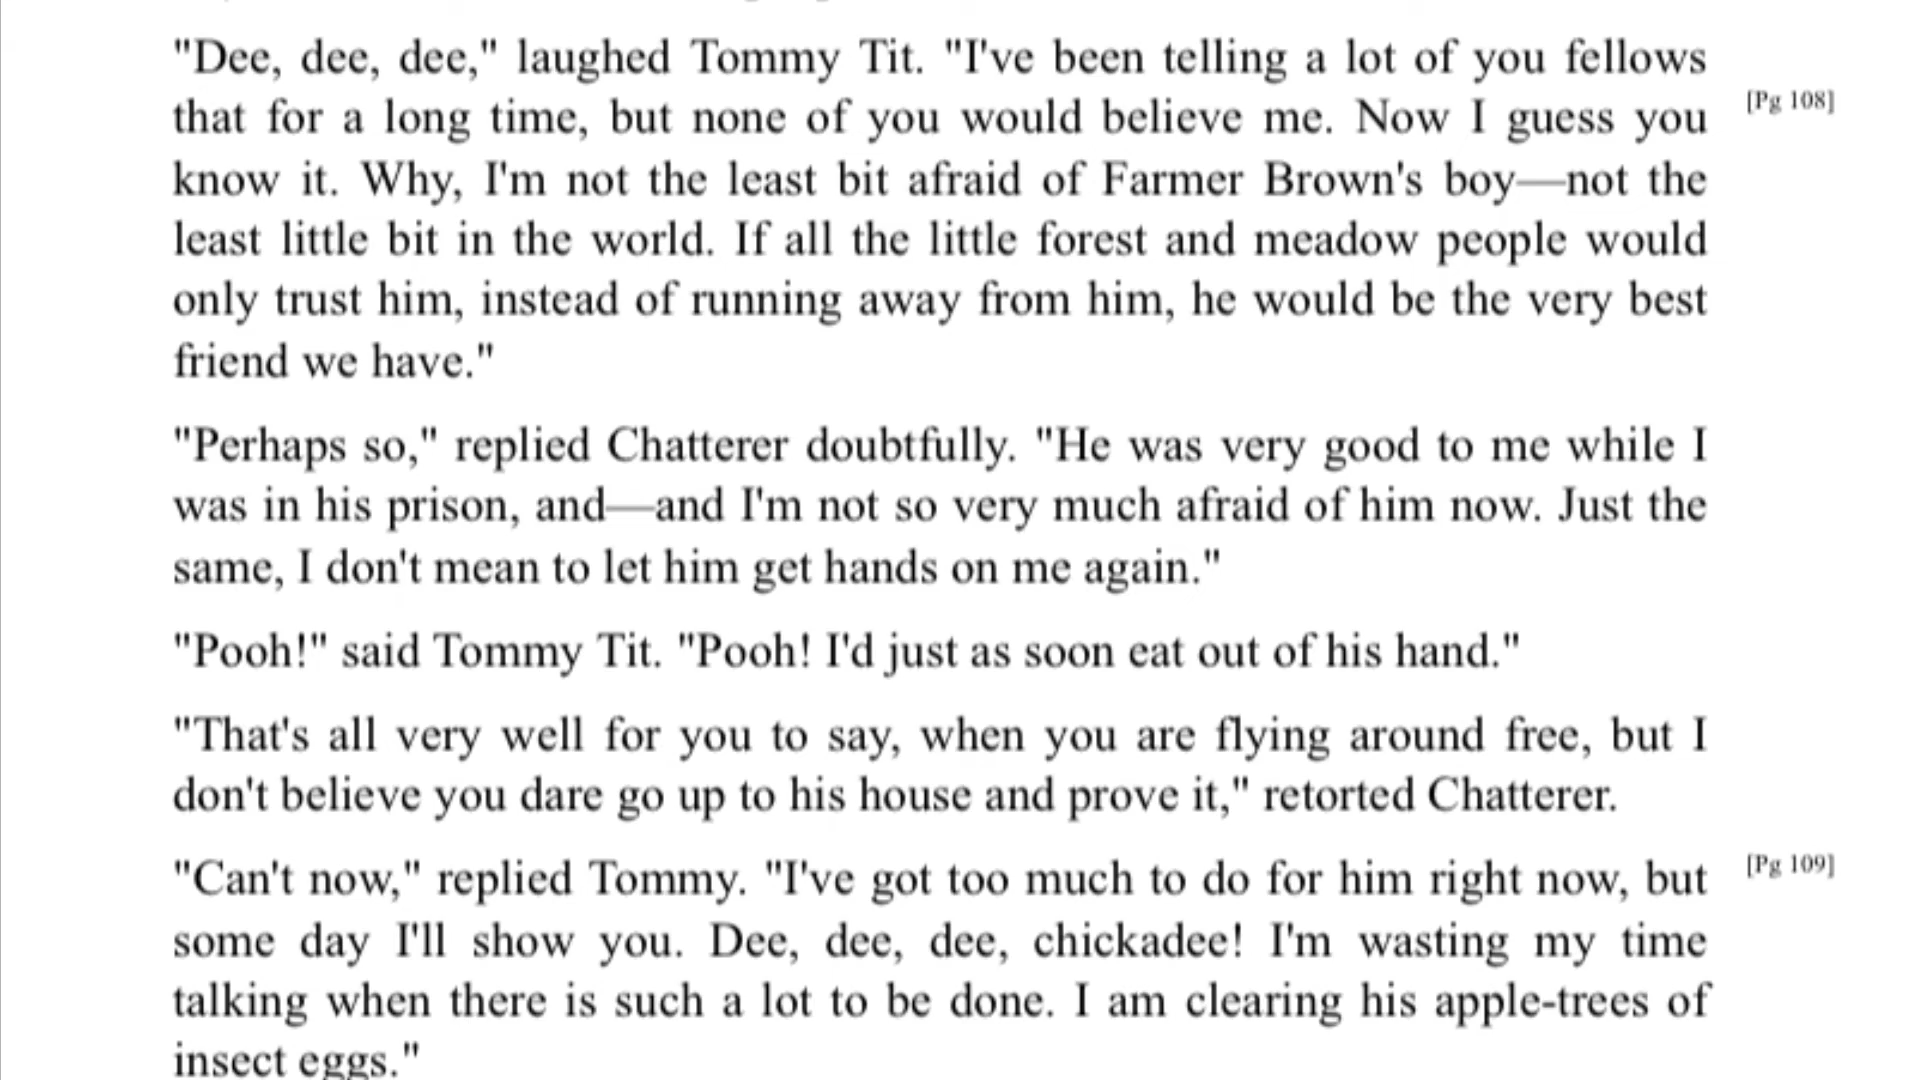 "Dee, dee, dee," laughed Tommy Tit. "I've been telling a lot of you fellows
that for a long time, but none of you would believe me. Now I guess you
[Pg 108]
know it. Why, I'm not the least bit afraid of Farmer Brown's boy—not the
least little bit in the world. If all the little forest and meadow people would
only trust him, instead of running away from him, he would be the very best
friend we have."
"Perhaps so," replied Chatterer doubtfully. "He was very good to me while I
was in his prison, and—and I'm not so very much afraid of him now. Just the
same, I don't mean to let him get hands on me again."
"Pooh!" said Tommy Tit. "Pooh! I'd just as soon eat out of his hand."
"That's all very well for you to say, when you are flying around free, but I
don't believe you dare go up to his house and prove it," retorted Chatterer.
"Can't now," replied Tommy. "I've got too much to do for him right now, but
[Pg 109]
some day I'll show you. Dee, dee, dee, chickadee! I'm wasting my time
talking when there is such a lot to be done. I am clearing his apple-trees of
insect eggs."